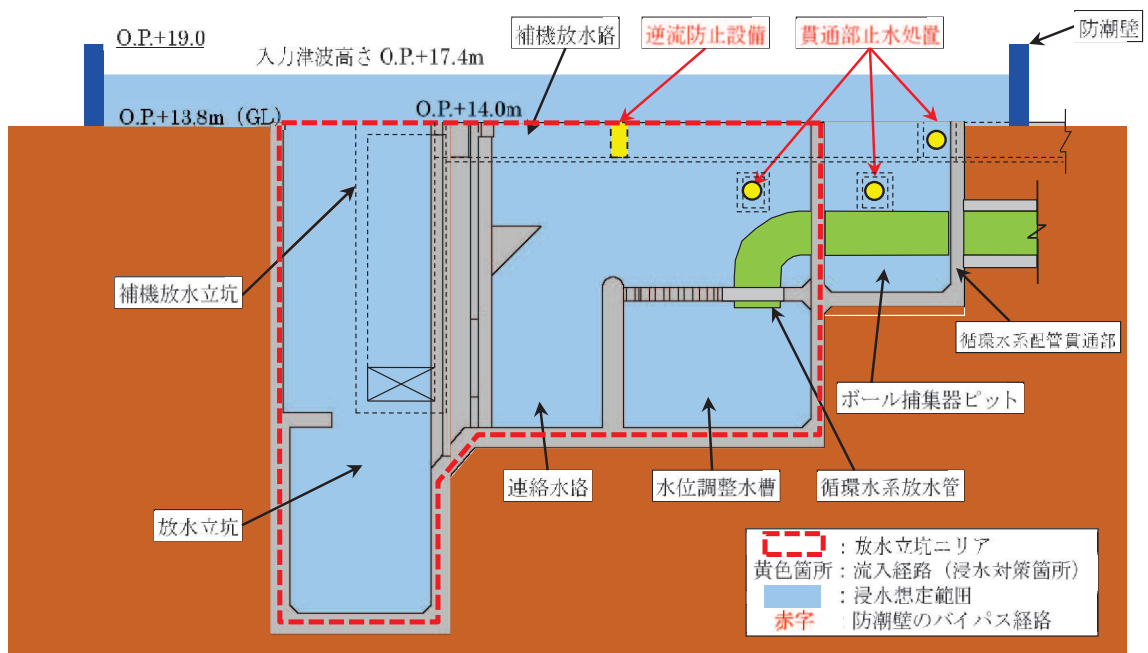 補機放水路
逆流防止設備
貫通部止水処置
防潮壁
O.P.+19.0
入力津波高さ O.P.+17.4m
O.P.+14.0m
O.P.+13.8m (GL)
補機放水立坑
循環水系配管貫通部
ボール捕集器ピット
放水立坑
連絡水路
水位調整水槽
循環水系放水管
：放水立坑エリア
黄色箇所：流入経路（浸水対策箇所）
：浸水想定範囲
赤字：防潮壁のバイパス経路